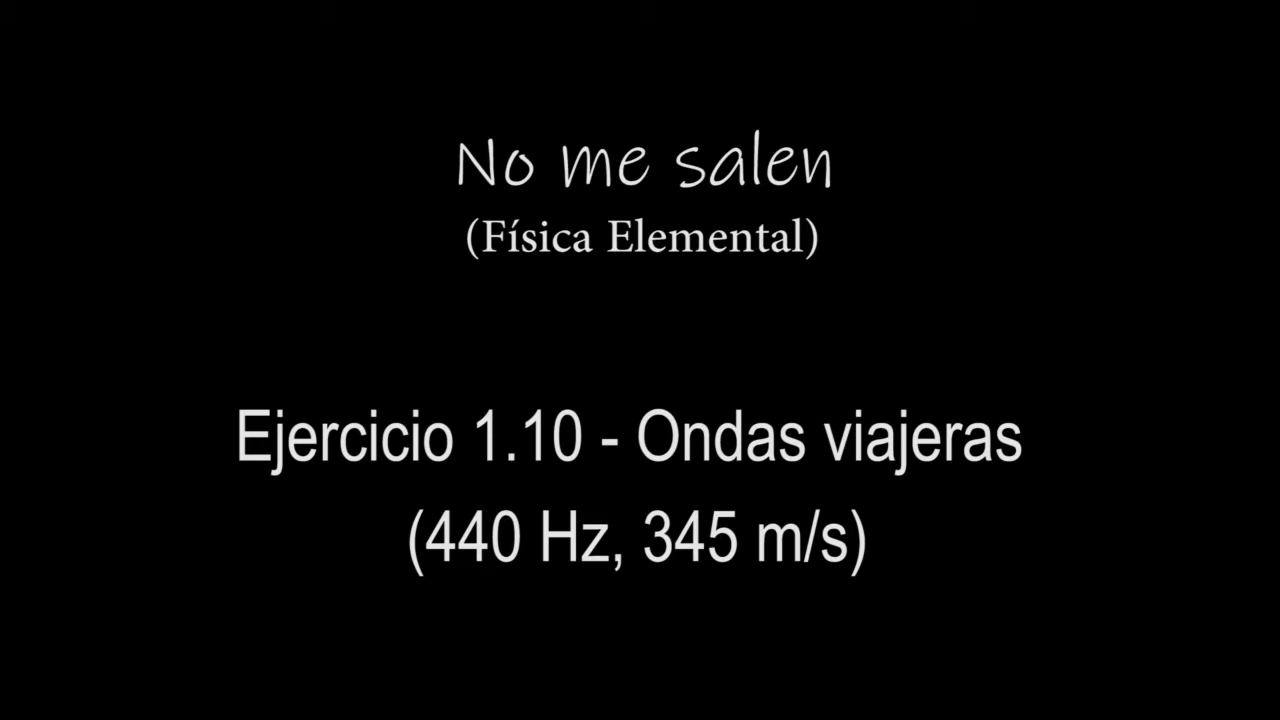 No me salen
(Física Elemental)
Ejercicio 1.10 - Ondas viajeras
(440 Hz, 345 m/s)